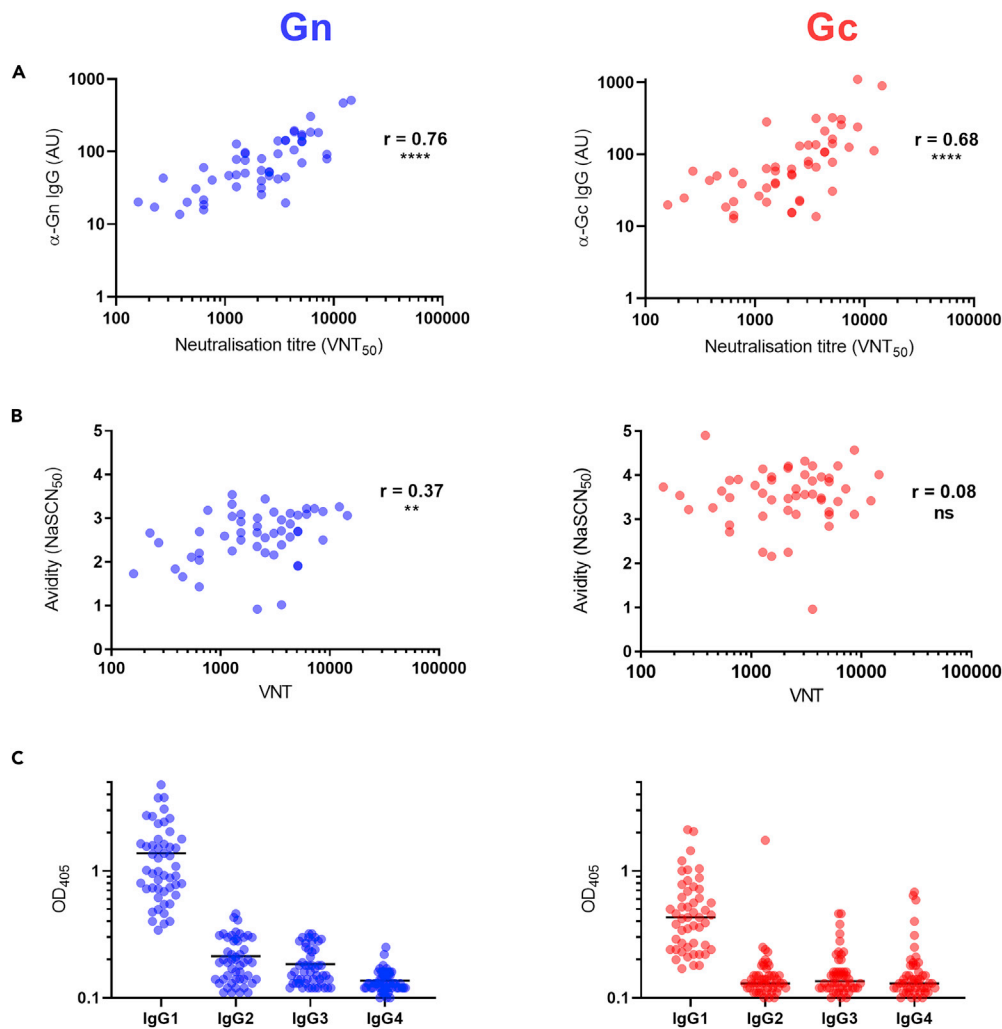 Gn
Gc
A
1000
100
10
1
α-Gn IgG (AU)
r = 0.76
****
100
1000
10000
100000
Neutralisation titre (VNT50)
1000
100
10
1
α-Gc IgG (AU)
r = 0.68
****
100
1000
10000
100000
Neutralisation titre (VNT50)
B
5
4
3
2
1
0
Avidity (NaSCN50)
r = 0.37
**
100
1000
10000
100000
VNT
5
4
3
2
1
0
Avidity (NaSCN50)
r = 0.08
ns
100
1000
10000
100000
VNT
C
1
0.1
OD405
IgG1
IgG2
IgG3
IgG4
1
0.1
OD405
IgG1
IgG2
IgG3
IgG4